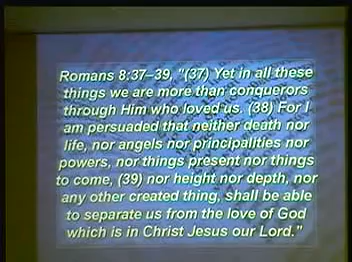 Romans 8:37–39, "(37) Yet in all these
things we are more than conquerors
through Him who loved us. (38) For I
am persuaded that neither death nor
life, nor angels nor principalities nor
powers, nor things present nor things
to come, (39) nor height nor depth, nor
any other created thing, shall be able
to separate us from the love of God
which is in Christ Jesus our Lord."